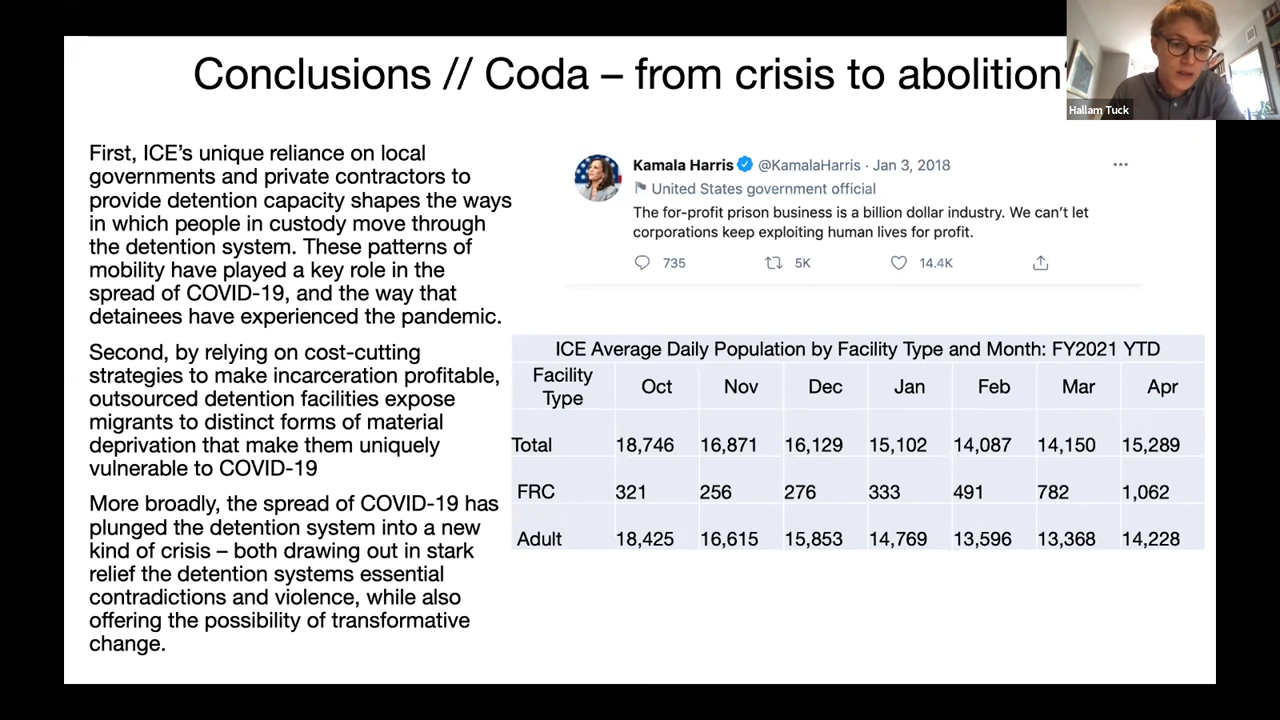 Conclusions // Coda – from crisis to abolition
Hallam Tuck
First, ICE’s unique reliance on local
governments and private contractors to
provide detention capacity shapes the ways
in which people in custody move through
the detention system. These patterns of
mobility have played a key role in the
spread of COVID-19, and the way that
detainees have experienced the pandemic.
Second, by relying on cost-cutting
strategies to make incarceration profitable,
outsourced detention facilities expose
migrants to distinct forms of material
deprivation that make them uniquely
vulnerable to COVID-19
More broadly, the spread of COVID-19 has
plunged the detention system into a new
kind of crisis – both drawing out in stark
relief the detention systems essential
contradictions and violence, while also
offering the possibility of transformative
change.
Kamala Harris @KamalaHarris · Jan 3, 2018
United States government official
The for-profit prison business is a billion dollar industry. We can’t let
corporations keep exploiting human lives for profit.
735 5K 14.4K
ICE Average Daily Population by Facility Type and Month: FY2021 YTD
Facility Type Oct Nov Dec Jan Feb Mar Apr
Total 18,746 16,871 16,129 15,102 14,087 14,150 15,289
FRC 321 256 276 333 491 782 1,062
Adult 18,425 16,615 15,853 14,769 13,596 13,368 14,228